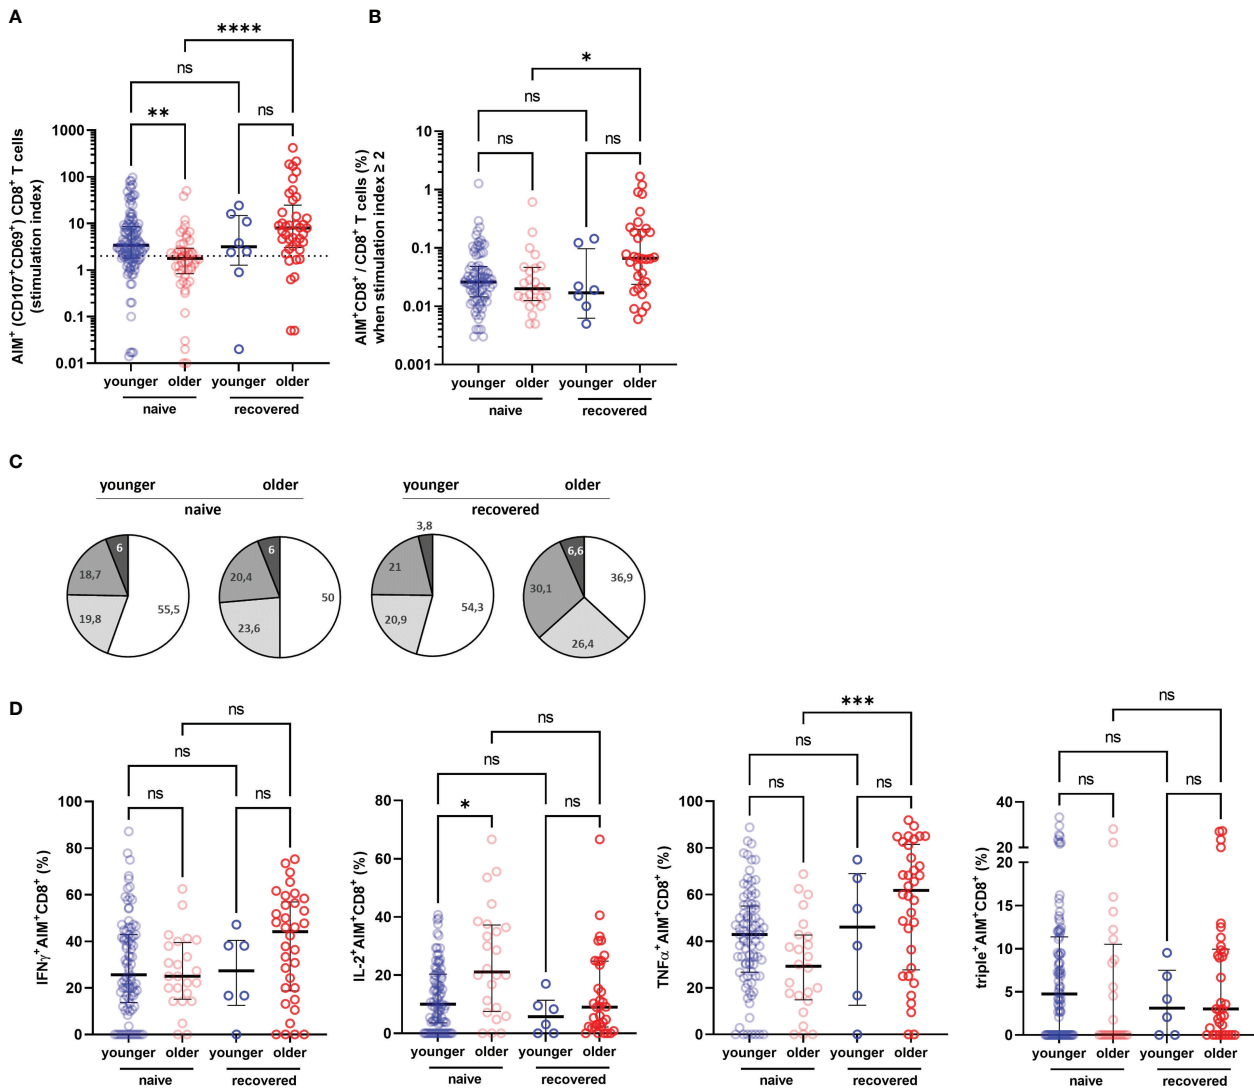 A
B
****
*
ns
ns
**
ns
ns
ns
AIM⁺ (CD107⁺CD69⁺) CD8⁺ T cells
(stimulation index)
1000
100
10
1
0.1
0.01
younger older younger older
naive recovered
AIM⁺CD8⁺ / CD8⁺ T cells (%)
when stimulation index ≥ 2
10
1
0.1
0.01
0.001
younger older younger older
naive recovered
C
younger older younger older
naive recovered
6
18,7
19,8
55,5
6
20,4
23,6
50
3,8
21
20,9
54,3
6,6
30,1
26,4
36,9
D
ns
ns
ns
ns
IFNγ⁺AIM⁺CD8⁺ (%)
100
80
60
40
20
0
younger older younger older
naive recovered
ns
ns
*
ns
IL-2⁺AIM⁺CD8⁺ (%)
80
60
40
20
0
younger older younger older
naive recovered
***
ns
ns
ns
TNFα⁺AIM⁺CD8⁺ (%)
100
80
60
40
20
0
younger older younger older
naive recovered
ns
ns
ns
ns
triple⁺AIM⁺CD8⁺ (%)
40
20
20
15
10
5
0
younger older younger older
naive recovered